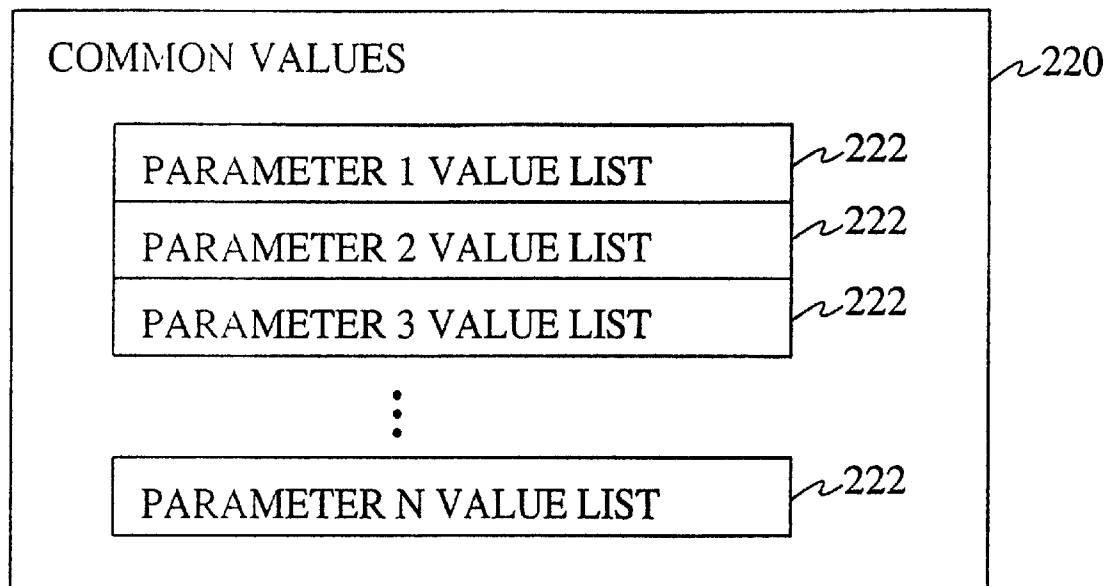 COMMON VALUES
220
PARAMETER 1 VALUE LIST
222
PARAMETER 2 VALUE LIST
222
PARAMETER 3 VALUE LIST
222
PARAMETER N VALUE LIST
222